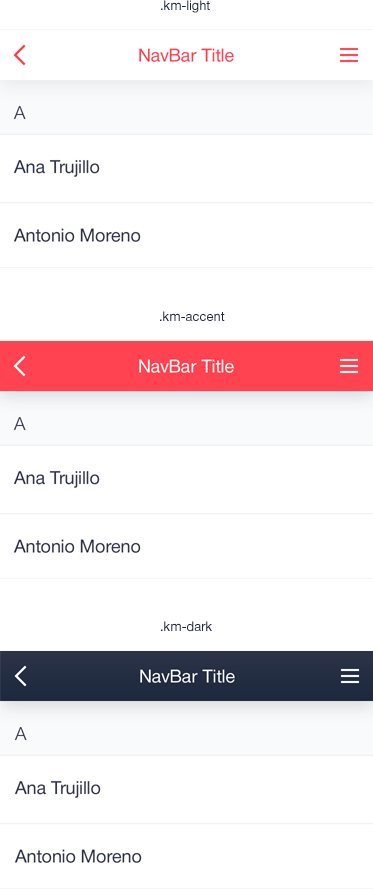 .km-light
NavBar Title
A
Ana Trujillo
Antonio Moreno
.km-accent
NavBar Title
A
Ana Trujillo
Antonio Moreno
.km-dark
NavBar Title
A
Ana Trujillo
Antonio Moreno